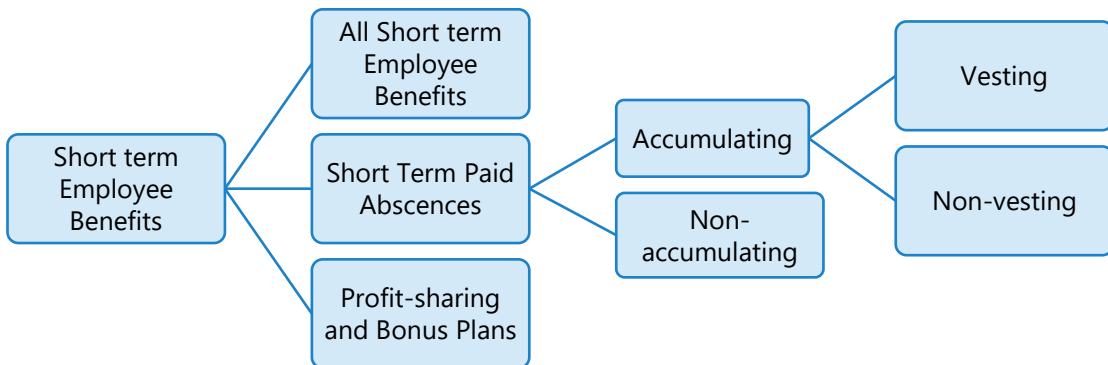 Short term
Employee
Benefits
All Short term
Employee
Benefits
Short Term Paid
Abscences
Profit-sharing
and Bonus Plans
Accumulating
Non-
accumulating
Vesting
Non-vesting